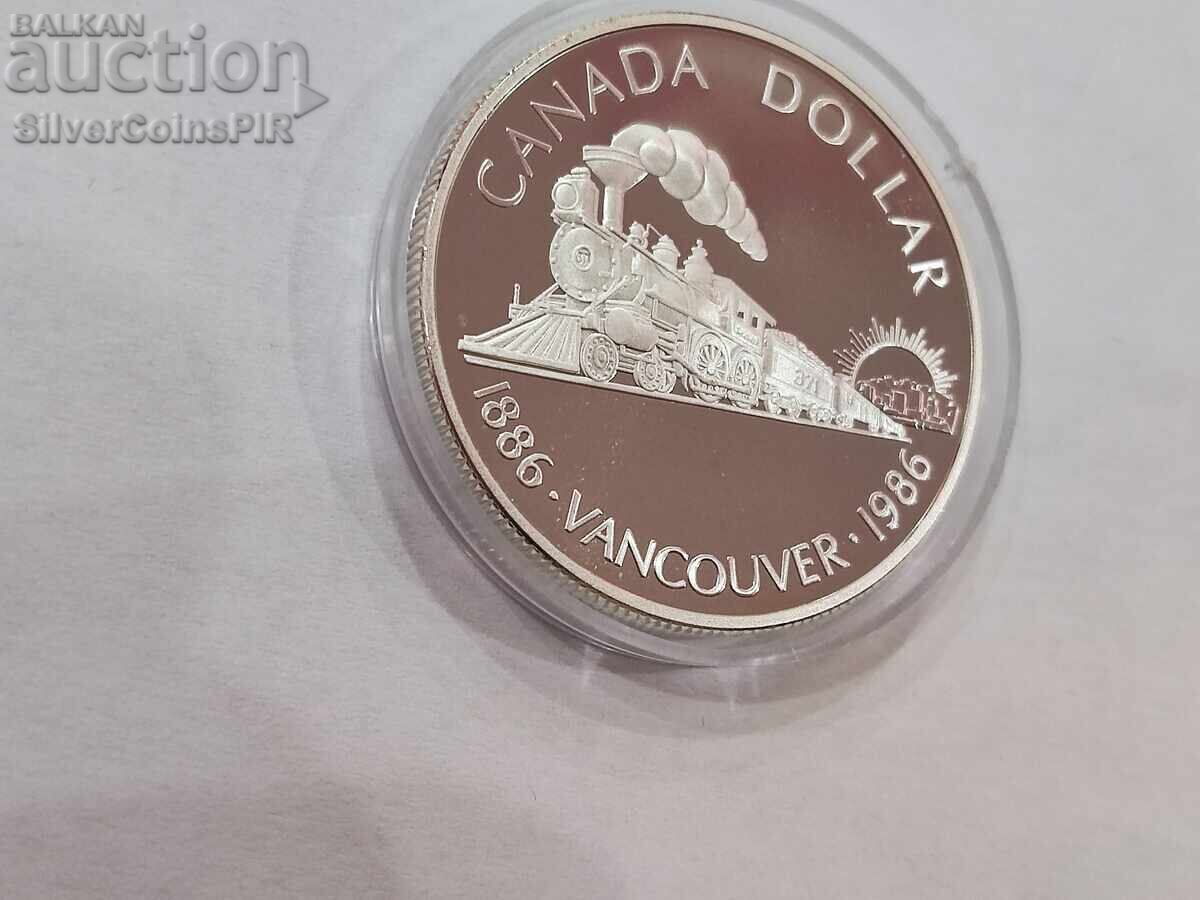 BALKAN
auction
SilverCoinsPIR
CANADA DOLLAR
371
1886 · VANCOUVER · 1986